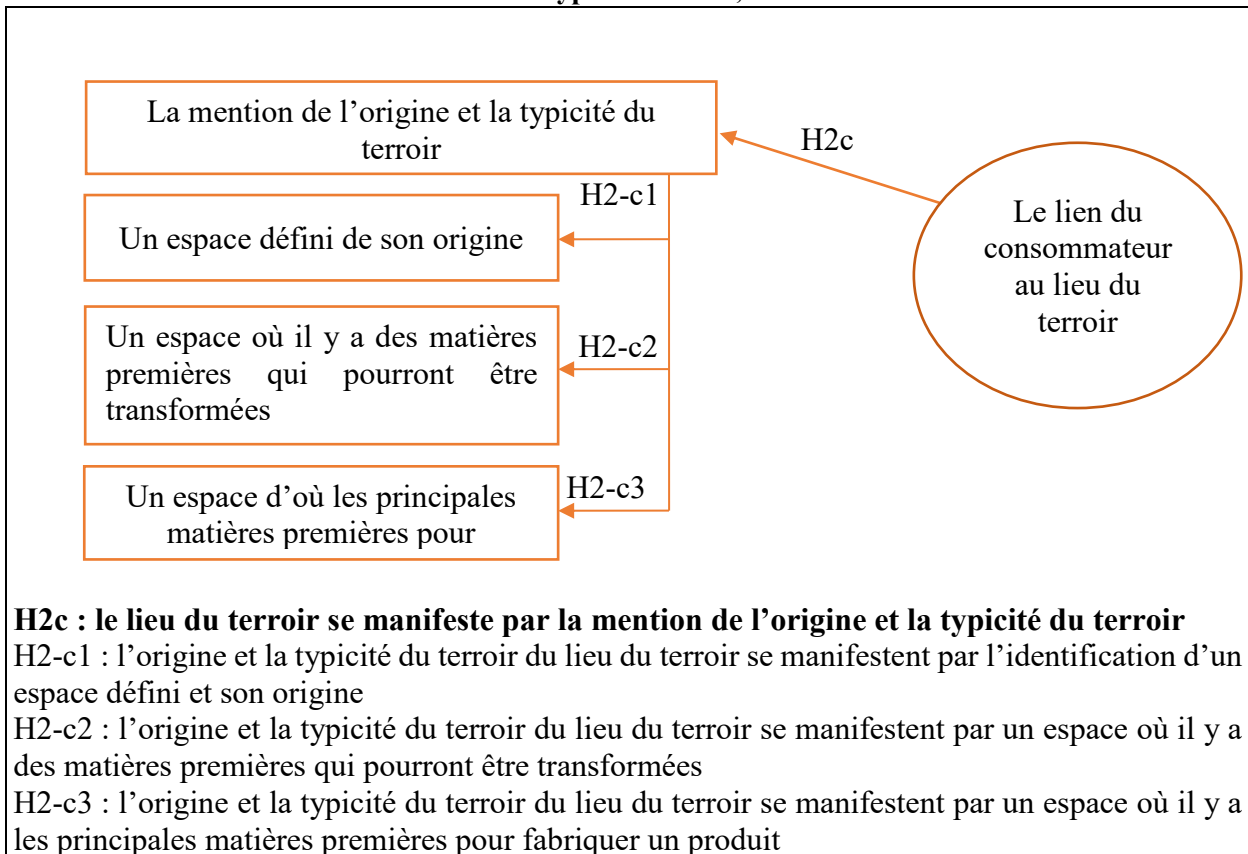 La mention de l’origine et la typicité du
terroir
H2c
H2-c1
Un espace défini de son origine
Le lien du
consommateur
au lieu du
terroir
Un espace où il y a des matières
premières qui pourront être
transformées
H2-c2
Un espace d’où les principales
matières premières pour
H2-c3
H2c : le lieu du terroir se manifeste par la mention de l’origine et la typicité du terroir
H2-c1 : l’origine et la typicité du terroir du lieu du terroir se manifestent par l’identification d’un
espace défini et son origine
H2-c2 : l’origine et la typicité du terroir du lieu du terroir se manifestent par un espace où il y a
des matières premières qui pourront être transformées
H2-c3 : l’origine et la typicité du terroir du lieu du terroir se manifestent par un espace où il y a
les principales matières premières pour fabriquer un produit